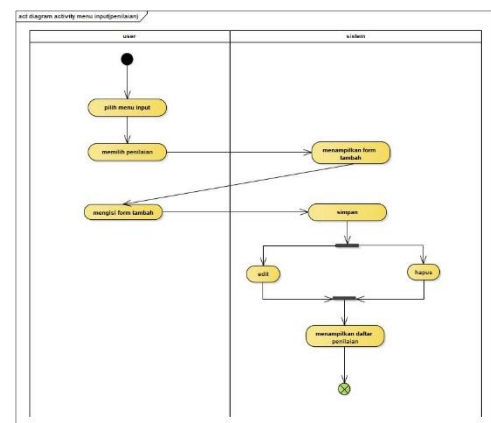 act diagram activity menu input(penilaian)
user
sistem
pilih menu input
memilih penilaian
menampilkan form
tambah
mengisi form tambah
simpan
edit
hapus
menampilkan daftar
penilaian